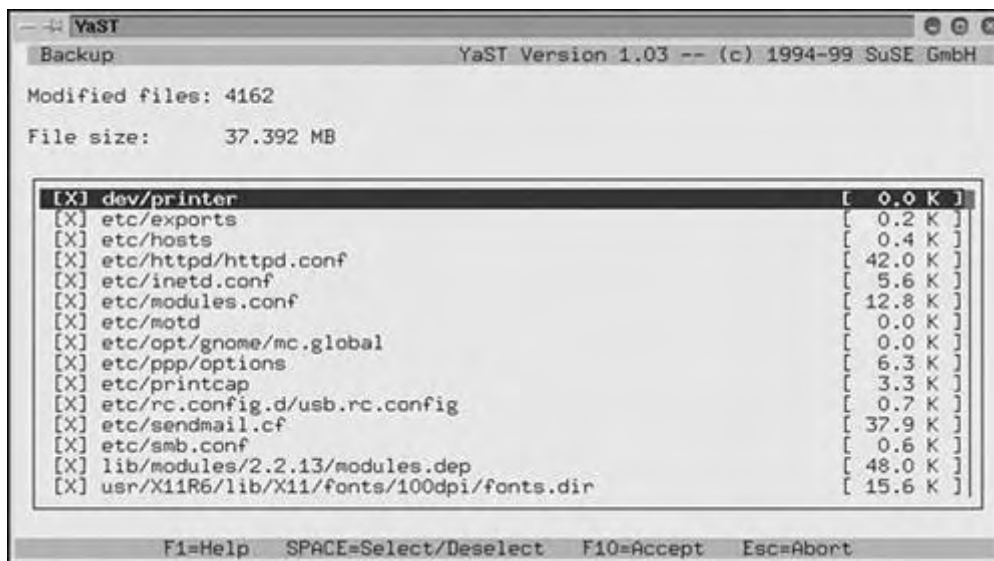 YaST
Backup YaST Version 1.03 -- (c) 1994-99 SuSE GmbH
Modified files: 4162
File size: 37.392 MB
[X] dev/printer [ 0.0 K ]
[X] etc/exports [ 0.2 K ]
[X] etc/hosts [ 0.4 K ]
[X] etc/httpd/httpd.conf [ 42.0 K ]
[X] etc/inetd.conf [ 5.6 K ]
[X] etc/modules.conf [ 12.8 K ]
[X] etc/motd [ 0.0 K ]
[X] etc/opt/gnome/mc.global [ 0.0 K ]
[X] etc/ppp/options [ 6.3 K ]
[X] etc/printcap [ 3.3 K ]
[X] etc/rc.config.d/usb.rc.config [ 0.7 K ]
[X] etc/sendmail.cf [ 37.9 K ]
[X] etc/smb.conf [ 0.6 K ]
[X] lib/modules/2.2.13/modules.dep [ 48.0 K ]
[X] usr/X11R6/lib/X11/fonts/100dpi/fonts.dir [ 15.6 K ]
F1=Help SPACE=Select/Deselect F10=Accept Esc=Abort